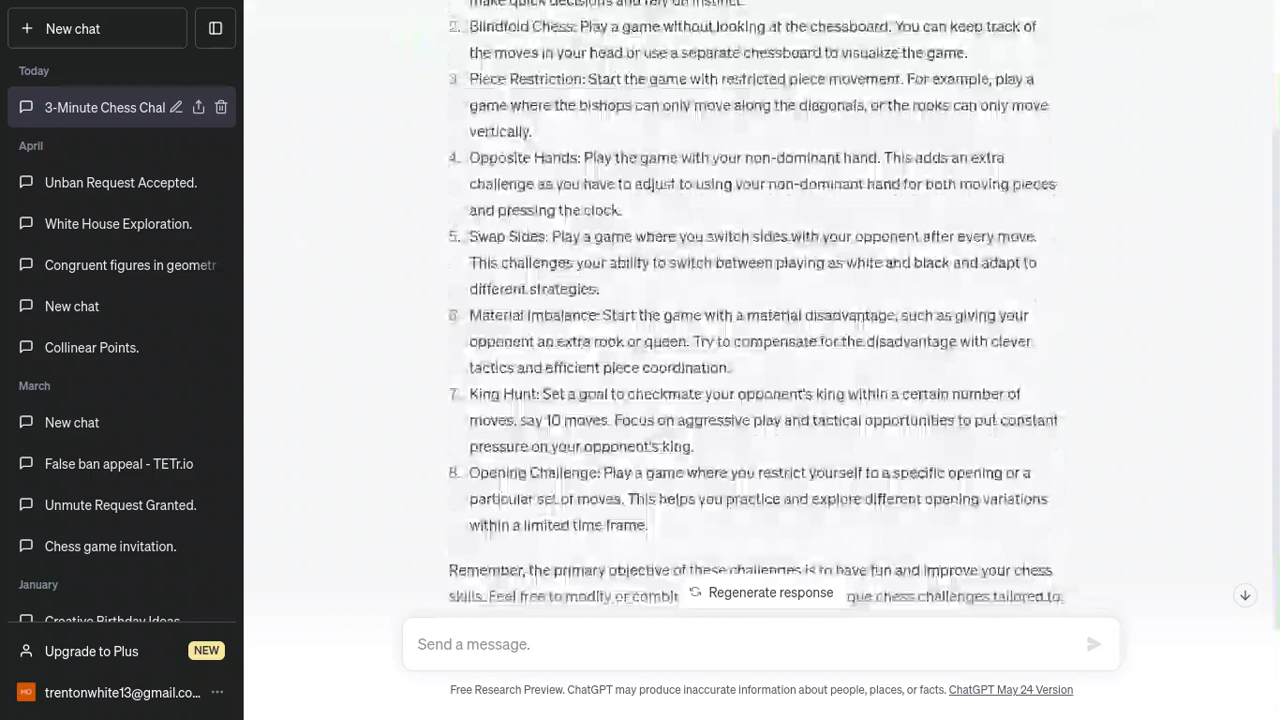 New chat
Today
3-Minute Chess Chal
April
Unban Request Accepted.
White House Exploration.
Congruent figures in geometr
New chat
Collinear Points.
March
New chat
False ban appeal - TETr.io
Unmute Request Granted.
Chess game invitation.
January
Creative Birthday Ideas
Upgrade to Plus NEW
HO trentonwhite13@gmail.co...
make quick decisions and rely on instinct.
2. Blindfold Chess: Play a game without looking at the chessboard. You can keep track of
the moves in your head or use a separate chessboard to visualize the game.
3. Piece Restriction: Start the game with restricted piece movement. For example, play a
game where the bishops can only move along the diagonals, or the rooks can only move
vertically.
4. Opposite Hands: Play the game with your non-dominant hand. This adds an extra
challenge as you have to adjust to using your non-dominant hand for both moving pieces
and pressing the clock.
5. Swap Sides: Play a game where you switch sides with your opponent after every move.
This challenges your ability to switch between playing as white and black and adapt to
different strategies.
6. Material Imbalance: Start the game with a material disadvantage, such as giving your
opponent an extra rook or queen. Try to compensate for the disadvantage with clever
tactics and efficient piece coordination.
7. King Hunt: Set a goal to checkmate your opponent's king within a certain number of
moves, say 10 moves. Focus on aggressive play and tactical opportunities to put constant
pressure on your opponent's king.
8. Opening Challenge: Play a game where you restrict yourself to a specific opening or a
particular set of moves. This helps you practice and explore different opening variations
within a limited time frame.
Remember, the primary objective of these challenges is to have fun and improve your chess
skills. Feel free to modify or combi que chess challenges tailored to
Regenerate response
Send a message.
Free Research Preview. ChatGPT may produce inaccurate information about people, places, or facts. ChatGPT May 24 Version